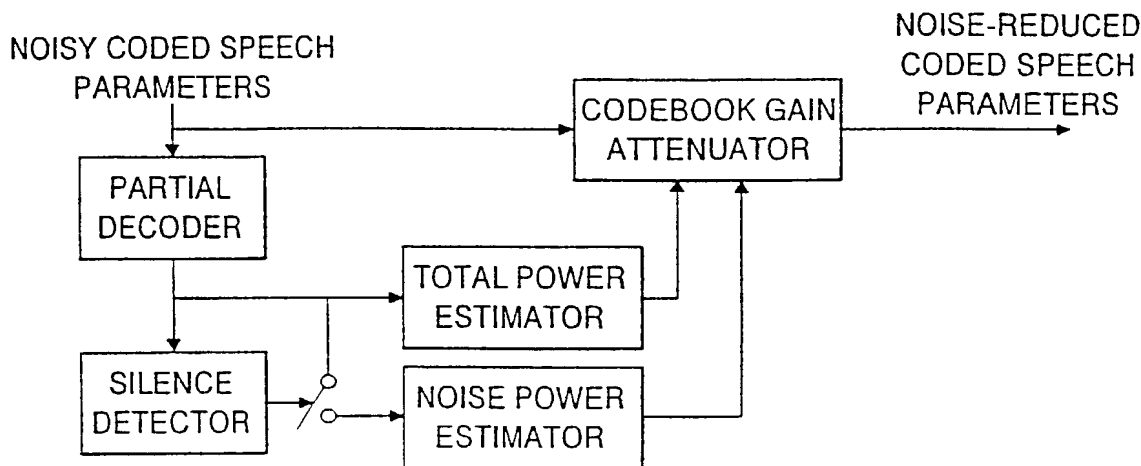 NOISY CODED SPEECH
PARAMETERS
NOISE-REDUCED
CODED SPEECH
PARAMETERS
CODEBOOK GAIN
ATTENUATOR
PARTIAL
DECODER
TOTAL POWER
ESTIMATOR
SILENCE
DETECTOR
NOISE POWER
ESTIMATOR